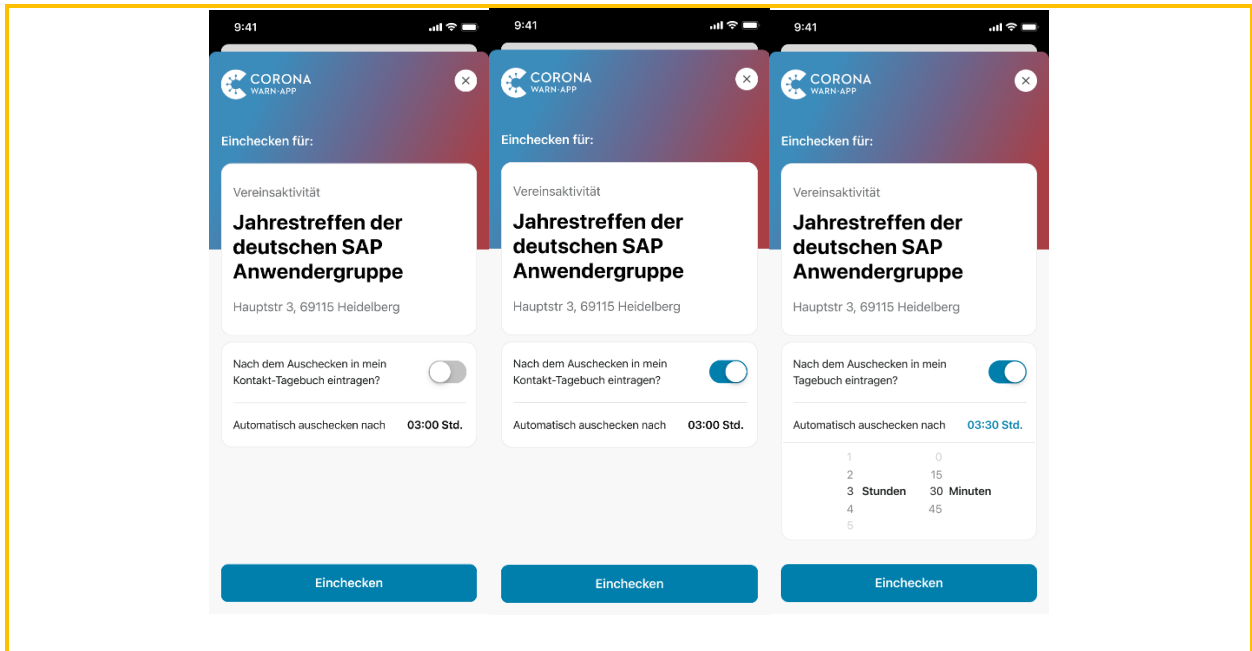 9:41
CORONA
WARN-APP
Einchecken für:
Vereinsaktivität
Jahrestreffen der
deutschen SAP
Anwendergruppe
Hauptstr 3, 69115 Heidelberg
Nach dem Auschecken in mein
Kontakt-Tagebuch eintragen?
Automatisch auschecken nach 03:00 Std.
Einchecken
9:41
CORONA
WARN-APP
Einchecken für:
Vereinsaktivität
Jahrestreffen der
deutschen SAP
Anwendergruppe
Hauptstr 3, 69115 Heidelberg
Nach dem Auschecken in mein
Kontakt-Tagebuch eintragen?
Automatisch auschecken nach 03:00 Std.
Einchecken
9:41
CORONA
WARN-APP
Einchecken für:
Vereinsaktivität
Jahrestreffen der
deutschen SAP
Anwendergruppe
Hauptstr 3, 69115 Heidelberg
Nach dem Auschecken in mein
Tagebuch eintragen?
Automatisch auschecken nach 03:30 Std.
1 0
2 15
3 Stunden 30 Minuten
4 45
5
Einchecken